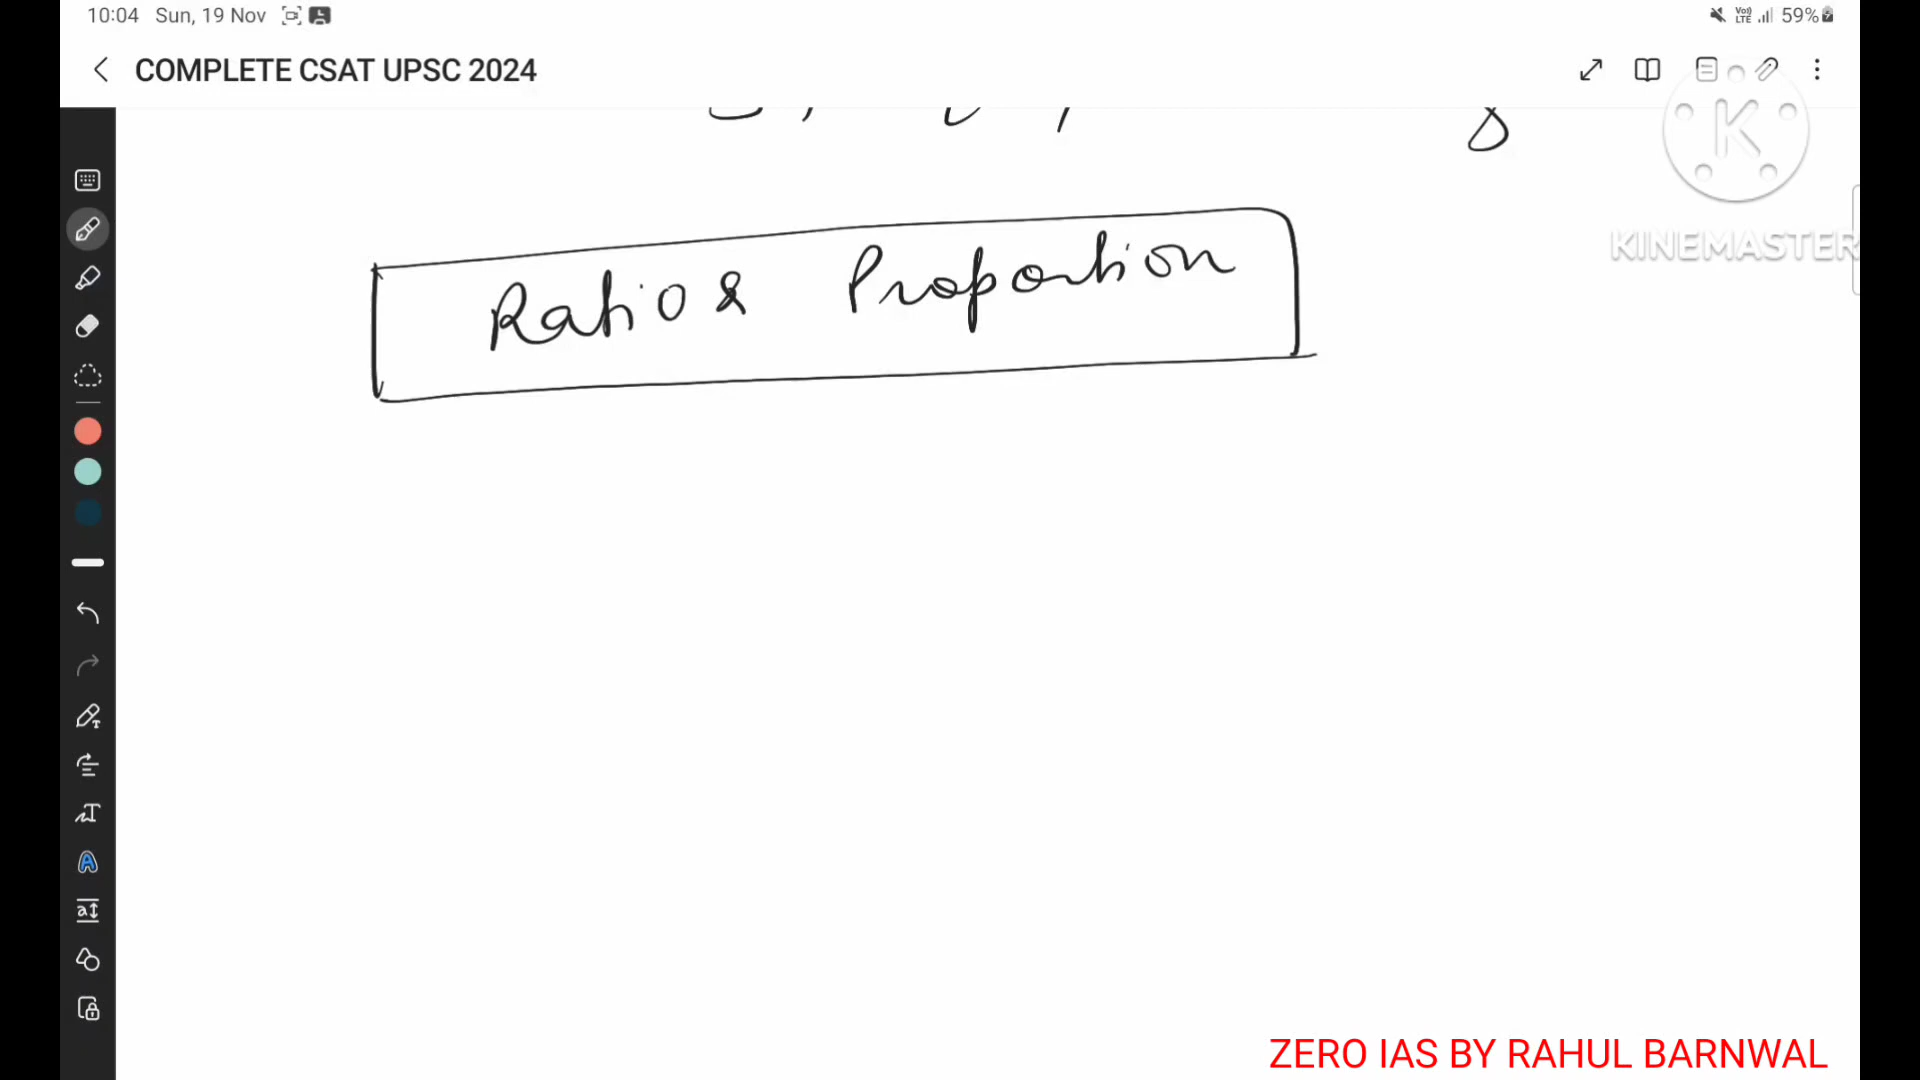 10:04 Sun, 19 Nov
59%
COMPLETE CSAT UPSC 2024
K
KINEMASTER
Ratio & Proportion
ZERO IAS BY RAHUL BARNWAL